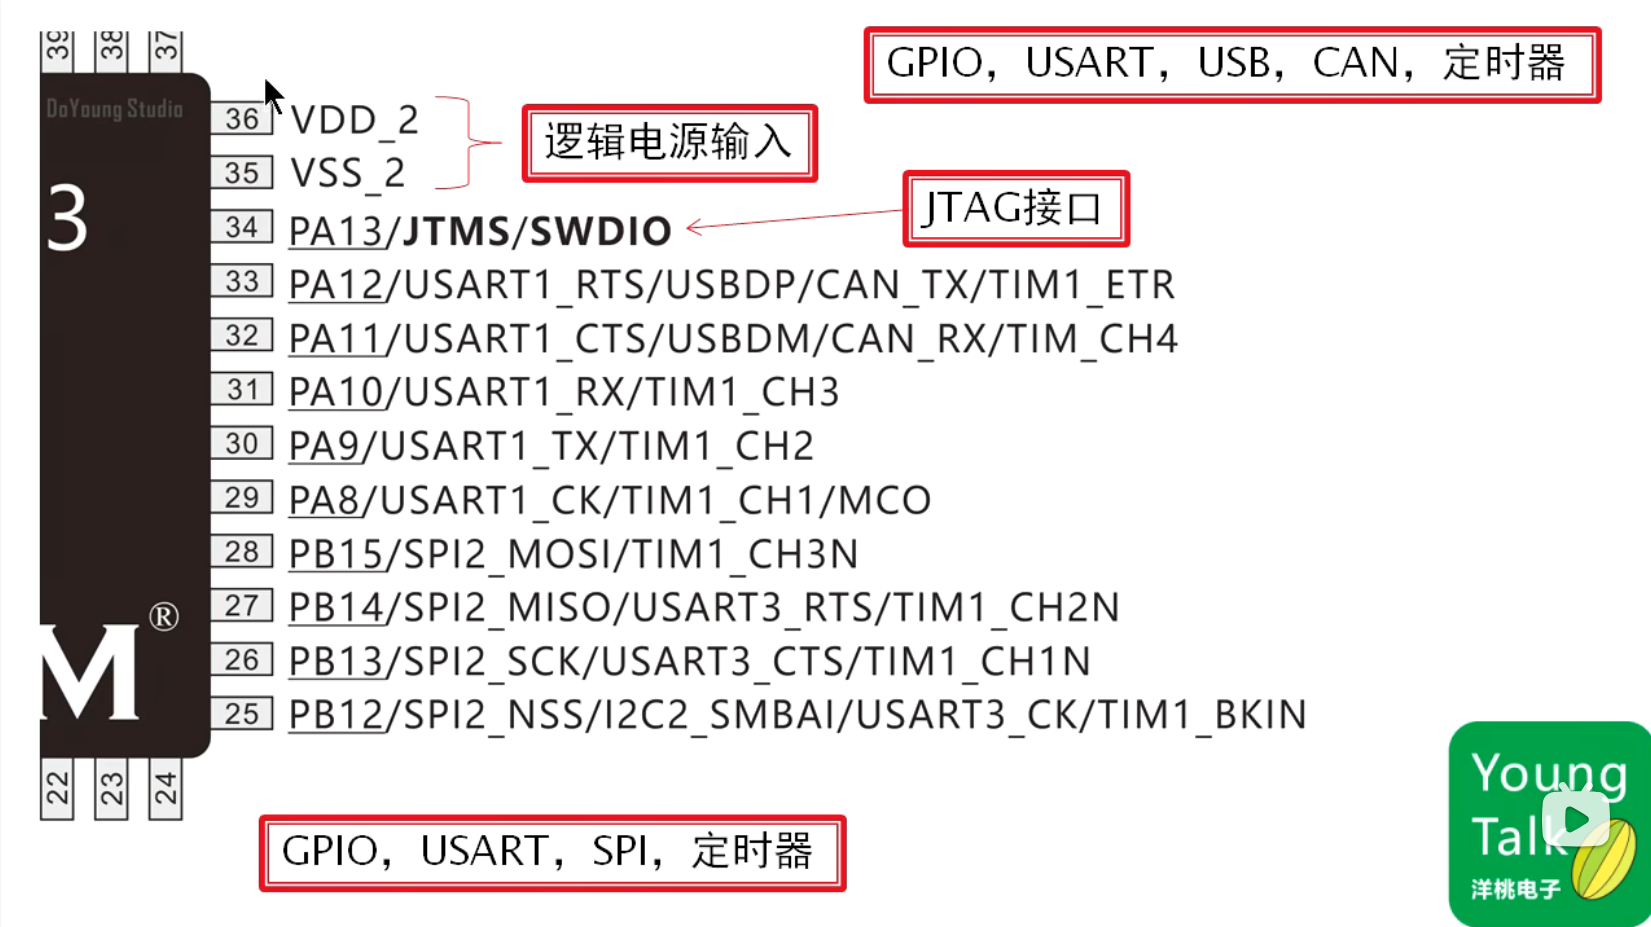 GPIO，USART，USB，CAN，定时器
39 38 37
DoYoung Studio
36 VDD_2
逻辑电源输入
35 VSS_2
3
JTAG接口
34 PA13/JTMS/SWDIO
33 PA12/USART1_RTS/USBDP/CAN_TX/TIM1_ETR
32 PA11/USART1_CTS/USBDM/CAN_RX/TIM_CH4
31 PA10/USART1_RX/TIM1_CH3
30 PA9/USART1_TX/TIM1_CH2
29 PA8/USART1_CK/TIM1_CH1/MCO
28 PB15/SPI2_MOSI/TIM1_CH3N
27 PB14/SPI2_MISO/USART3_RTS/TIM1_CH2N
M®
26 PB13/SPI2_SCK/USART3_CTS/TIM1_CH1N
25 PB12/SPI2_NSS/I2C2_SMBAI/USART3_CK/TIM1_BKIN
22 23 24
GPIO，USART，SPI，定时器
Young
Talk
洋桃电子